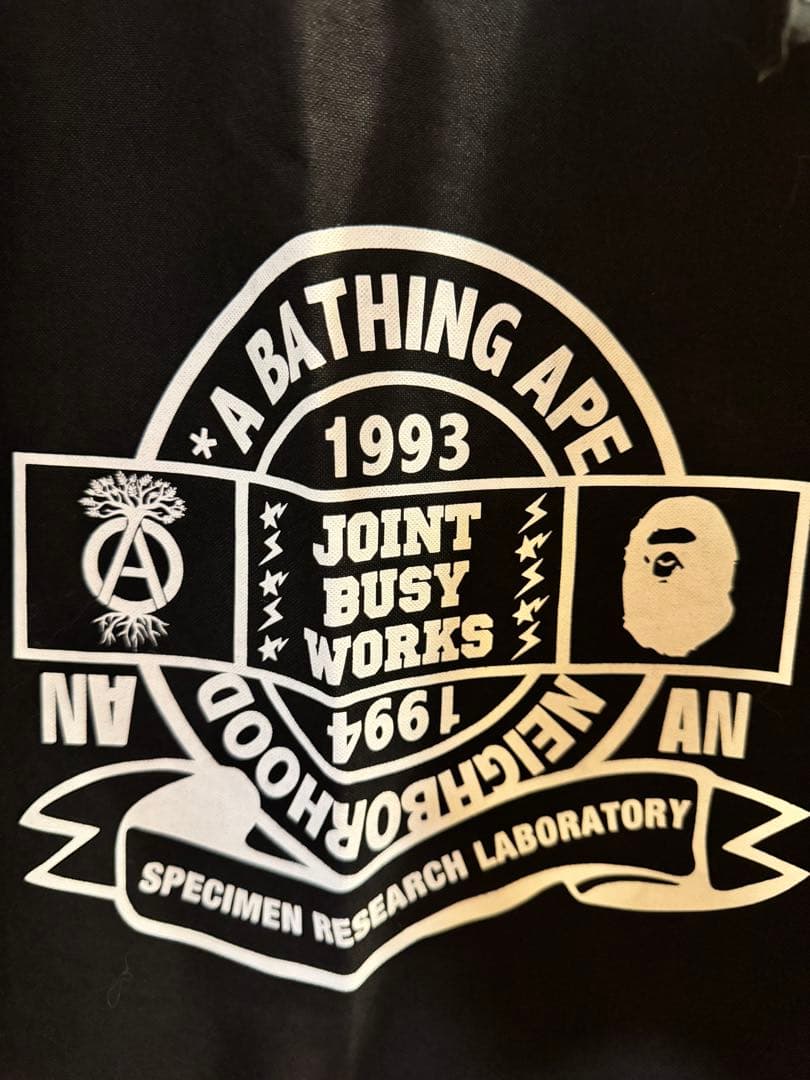 *A BATHING APE
1993
JOINT
BUSY
WORKS
1994
NEIGHBORHOOD
AN
AN
SPECIMEN RESEARCH LABORATORY